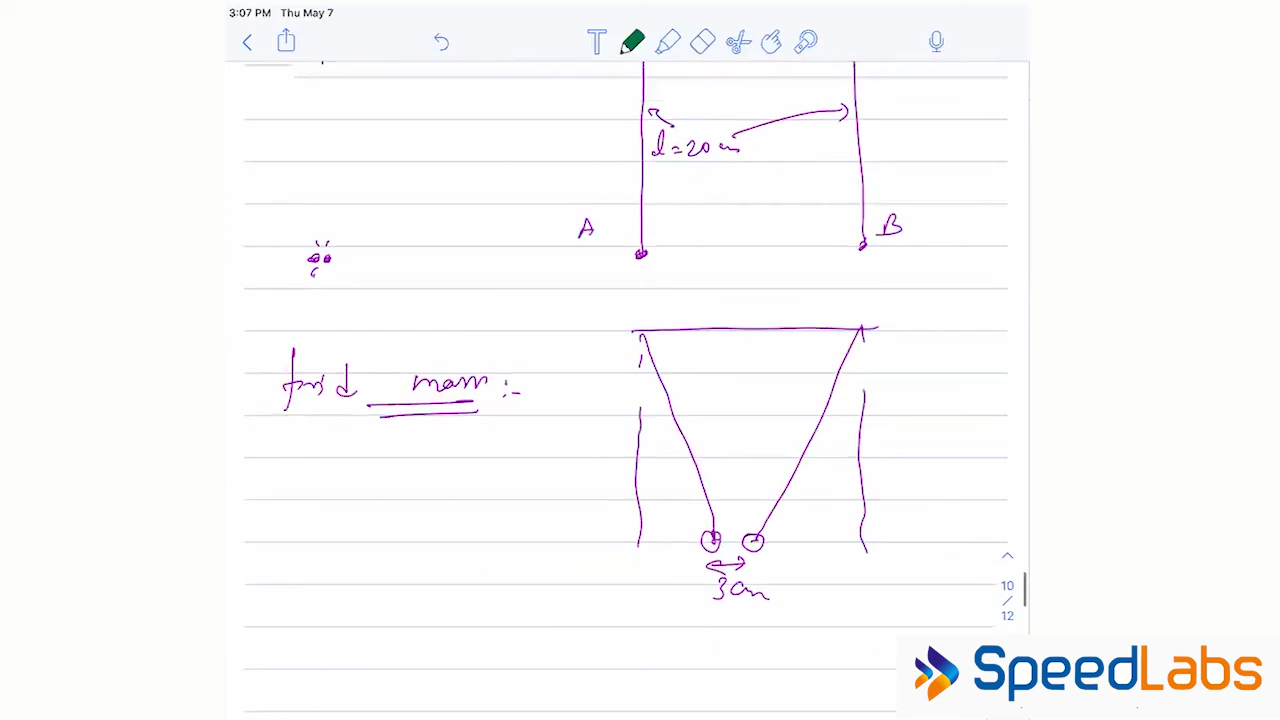 3:07 PM Thu May 7
T
d=20 cm
A
B
find mass :-
3cm
10
/
12
SpeedLabs